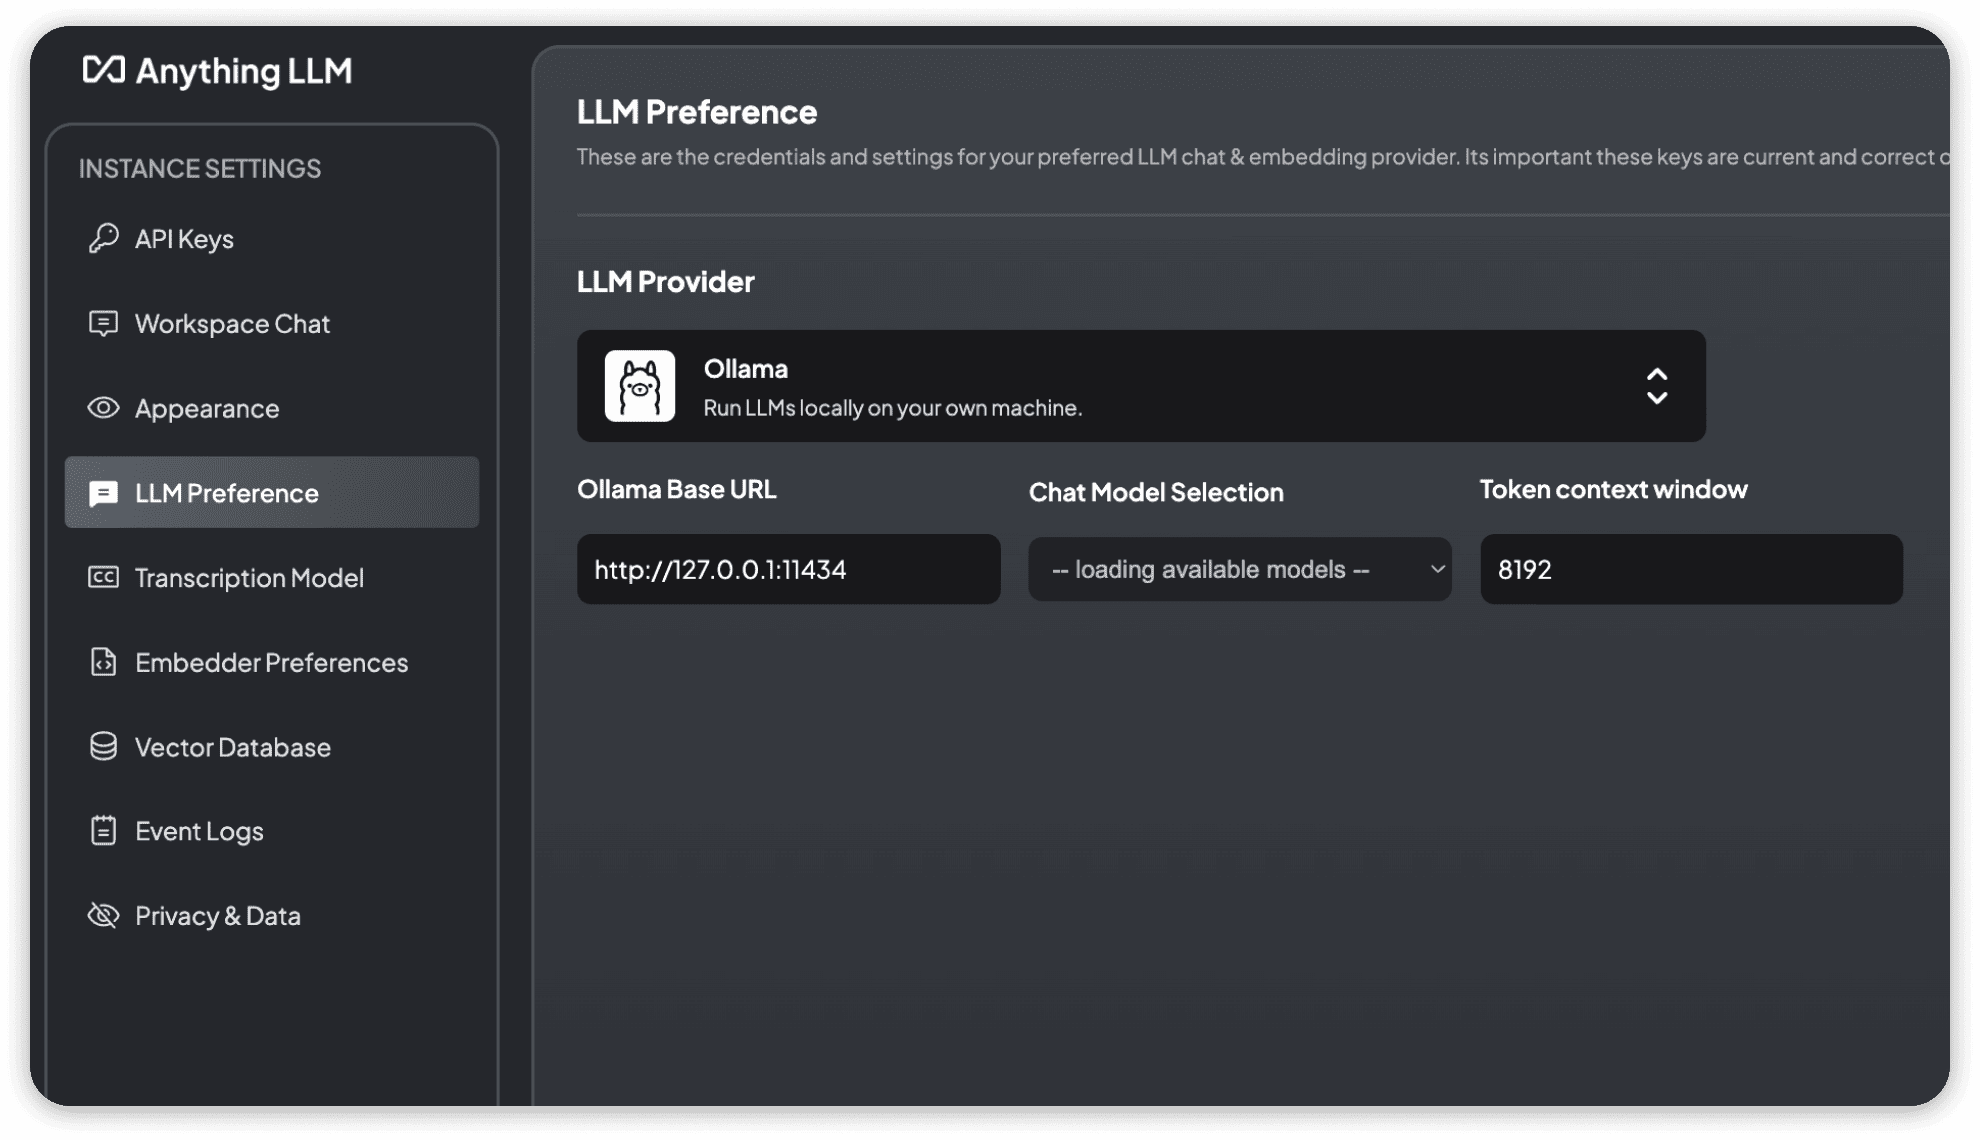 Anything LLM
INSTANCE SETTINGS
API Keys
Workspace Chat
Appearance
LLM Preference
Transcription Model
Embedder Preferences
Vector Database
Event Logs
Privacy & Data
LLM Preference
These are the credentials and settings for your preferred LLM chat & embedding provider. Its important these keys are current and correct
LLM Provider
Ollama
Run LLMs locally on your own machine.
Ollama Base URL
Chat Model Selection
Token context window
http://127.0.0.1:11434
-- loading available models --
8192